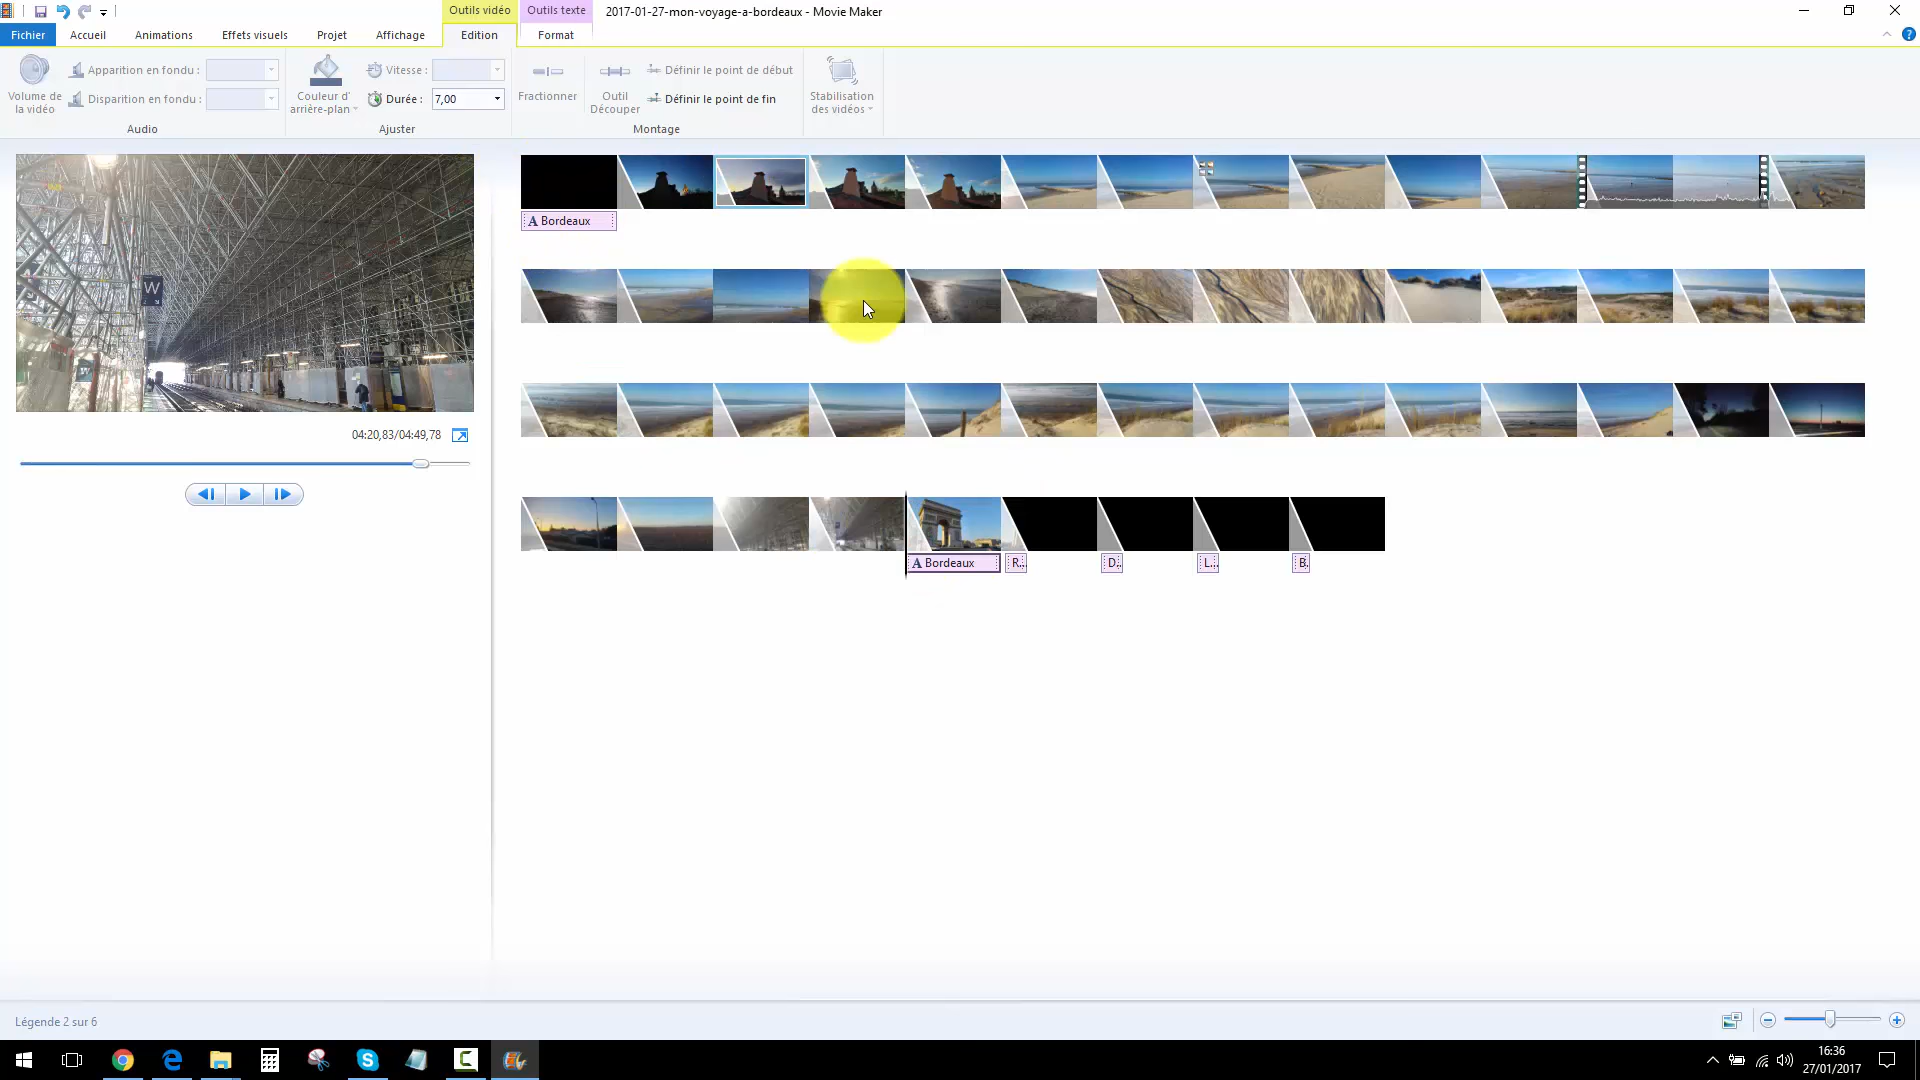 Outils vidéo
Outils texte
2017-01-27-mon-voyage-a-bordeaux - Movie Maker
Fichier
Accueil
Animations
Effets visuels
Projet
Affichage
Edition
Format
Volume de
la vidéo
Apparition en fondu :
Disparition en fondu :
Audio
Couleur d'
arrière-plan
Vitesse :
Durée :
7,00
Ajuster
Fractionner
Outil
Découper
Définir le point de début
Définir le point de fin
Montage
Stabilisation
des vidéos
W
04:20,83/04:49,78
A Bordeaux
A Bordeaux
R...
D...
L...
B
Légende 2 sur 6
16:36
27/01/2017